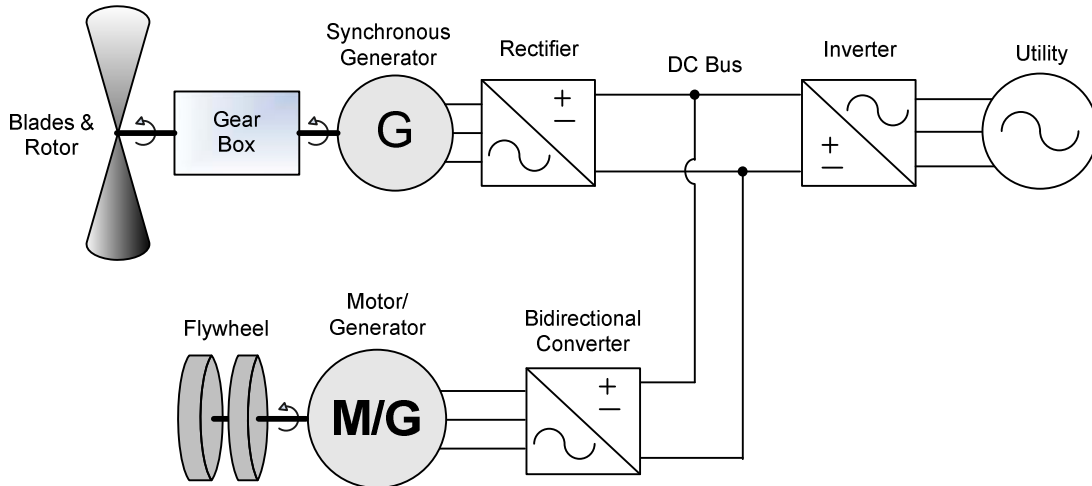 Synchronous
Generator
Rectifier
DC Bus
Inverter
Utility
Blades &
Rotor
Gear
Box
G
+
−
+
−
Flywheel
Motor/
Generator
Bidirectional
Converter
M/G
+
−